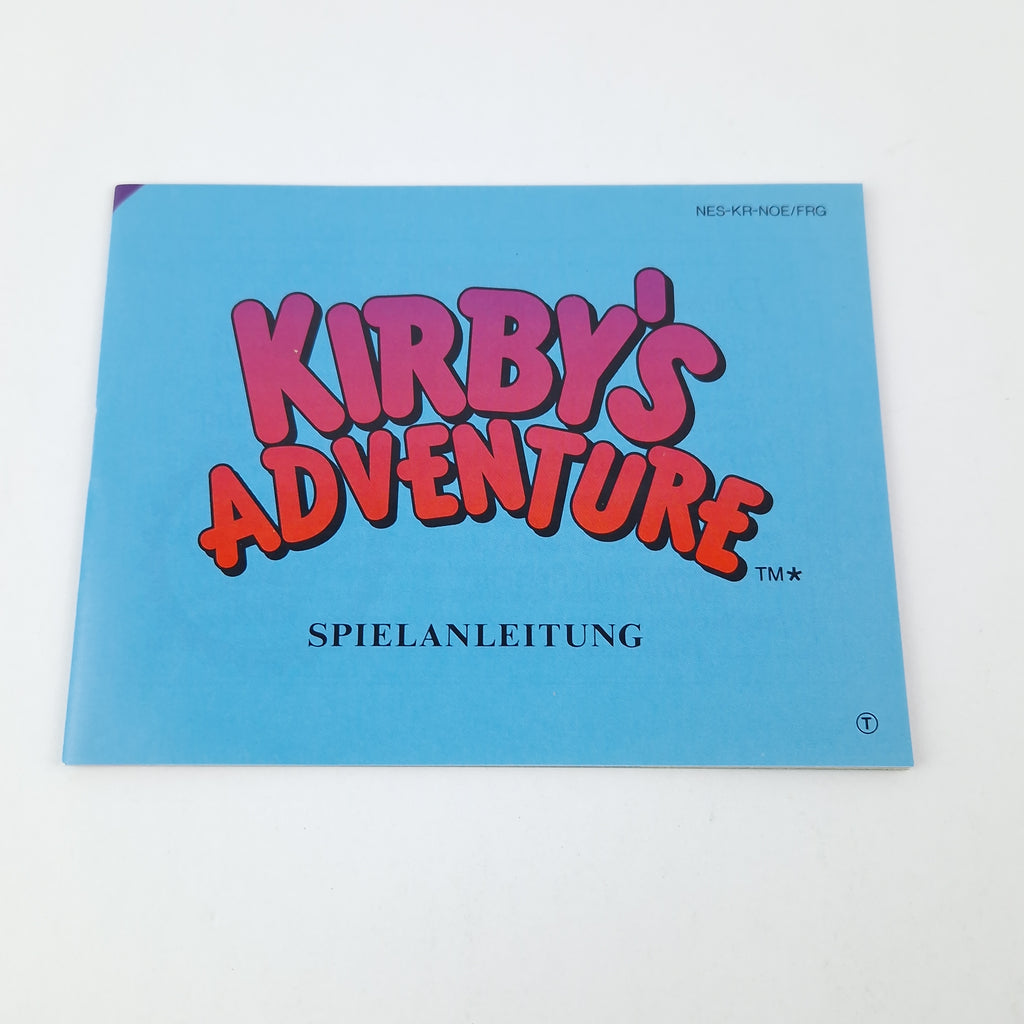 NES-KR-NOE/FRG
KIRBY'S
ADVENTURE
TM*
SPIELANLEITUNG
T